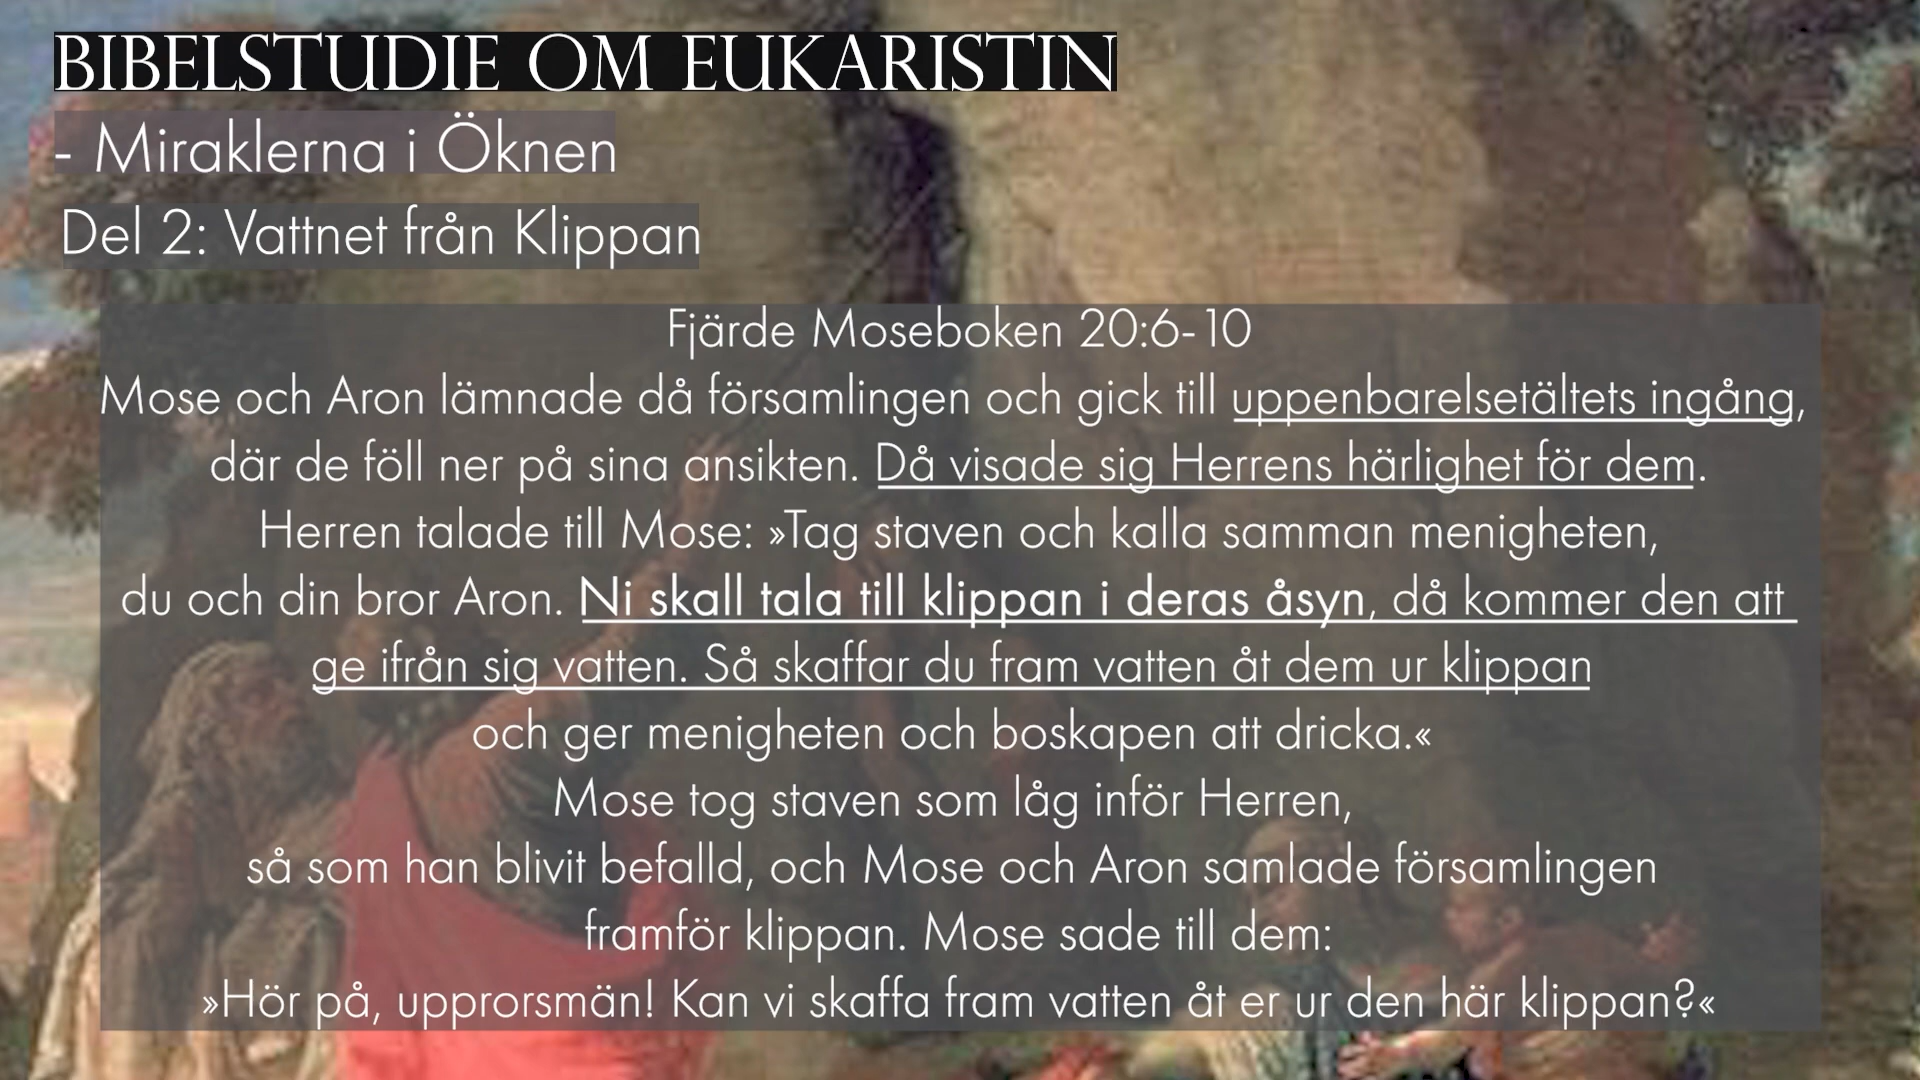 BIBELSTUDIE OM EUKARISTIN
- Miraklerna i Öknen
Del 2: Vattnet från Klippan
Fjärde Moseboken 20:6-10
Mose och Aron lämnade då församlingen och gick till uppenbarelsetältets ingång,
där de föll ner på sina ansikten. Då visade sig Herrens härlighet för dem.
Herren talade till Mose: »Tag staven och kalla samman menigheten,
du och din bror Aron. Ni skall tala till klippan i deras åsyn, då kommer den att
ge ifrån sig vatten. Så skaffar du fram vatten åt dem ur klippan
och ger menigheten och boskapen att dricka.«
Mose tog staven som låg inför Herren,
så som han blivit befalld, och Mose och Aron samlade församlingen
framför klippan. Mose sade till dem:
»Hör på, upprorsmän! Kan vi skaffa fram vatten åt er ur den här klippan?«